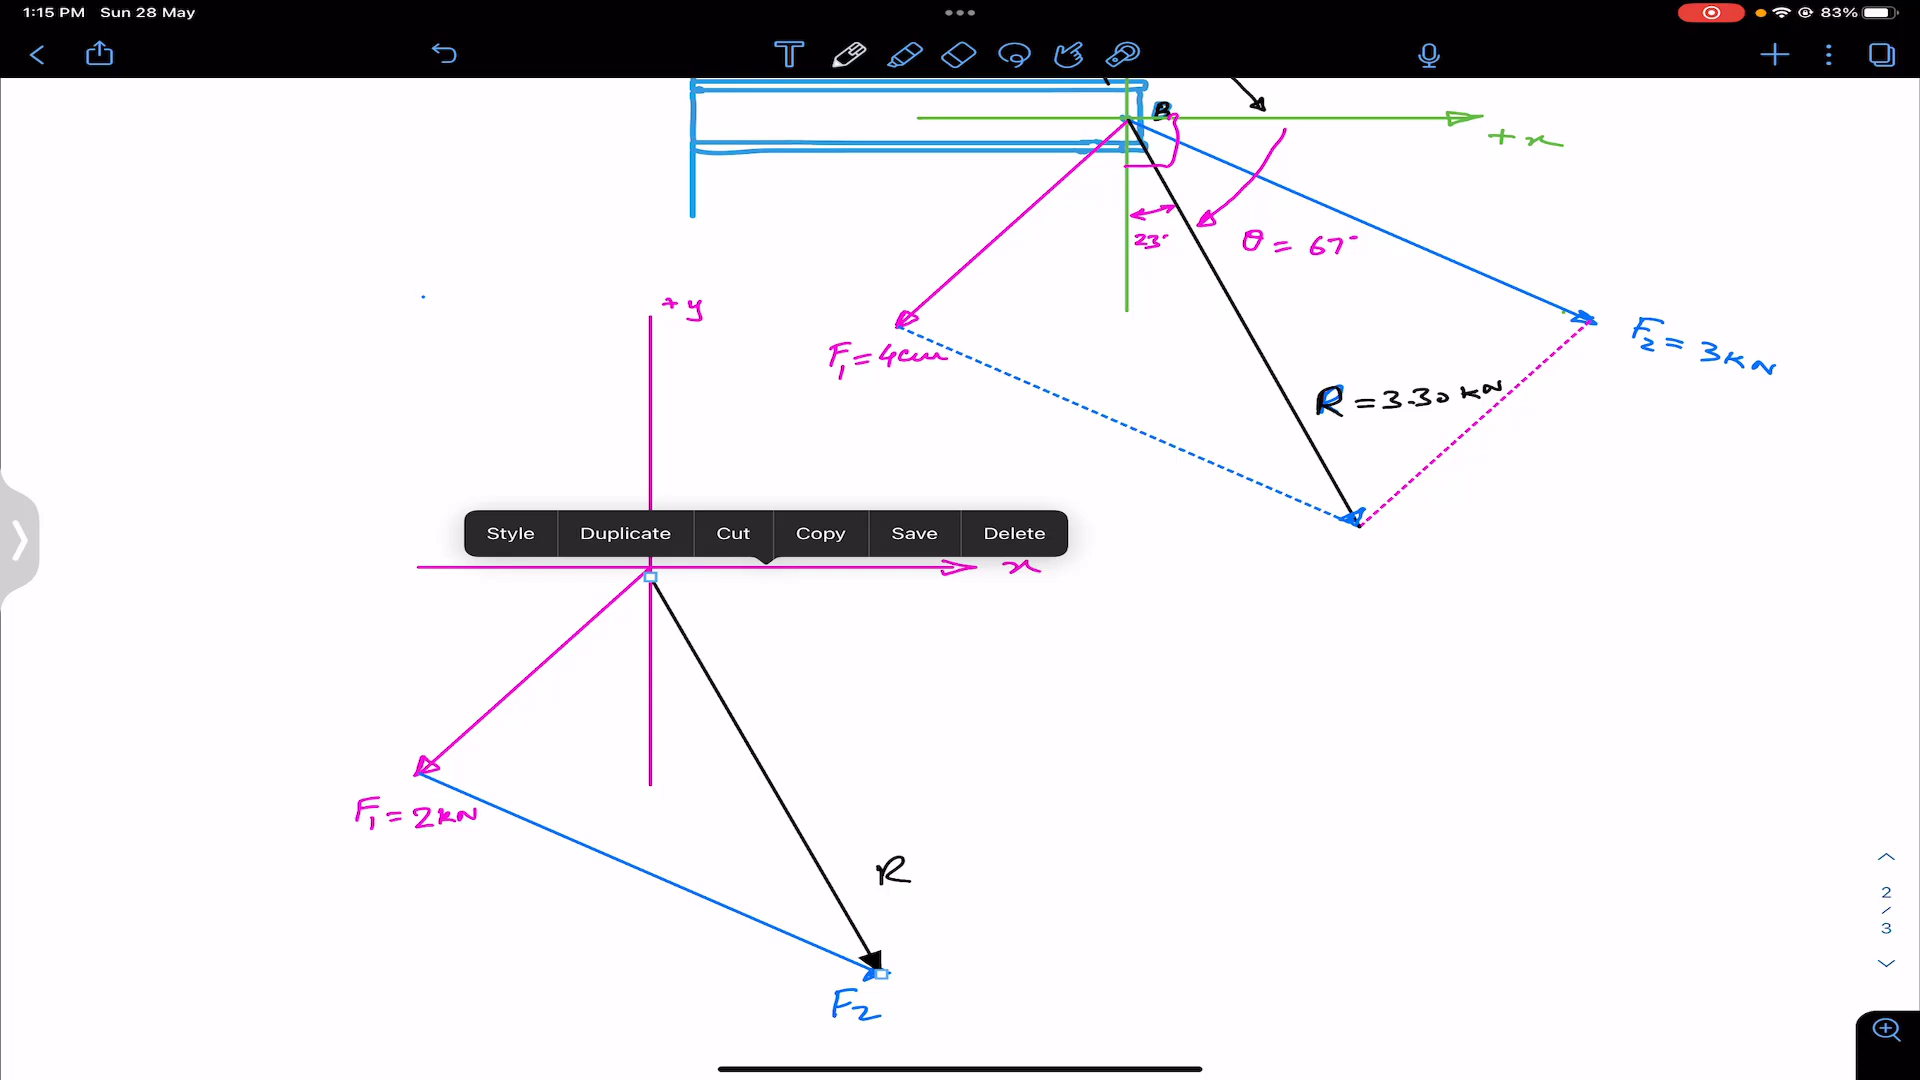 1:15 PM Sun 28 May
83%
B
+ x
23°
θ = 67°
+ y
F₁ = 4cm
F₂ = 3KN
R = 3.30 kN
Style Duplicate Cut Copy Save Delete
x
F₁ = 2KN
R
2
/
3
F₂